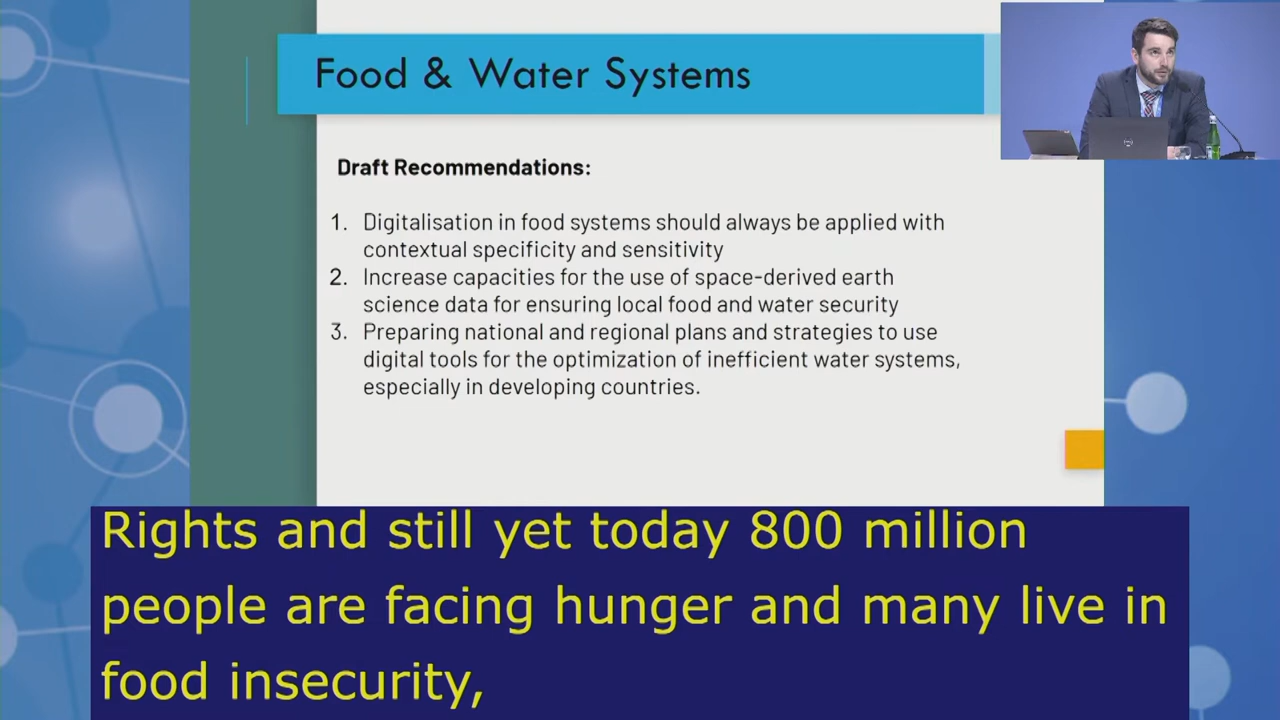 Food & Water Systems
Draft Recommendations:
1. Digitalisation in food systems should always be applied with
contextual specificity and sensitivity
2. Increase capacities for the use of space-derived earth
science data for ensuring local food and water security
3. Preparing national and regional plans and strategies to use
digital tools for the optimization of inefficient water systems,
especially in developing countries.
Rights and still yet today 800 million
people are facing hunger and many live in
food insecurity,